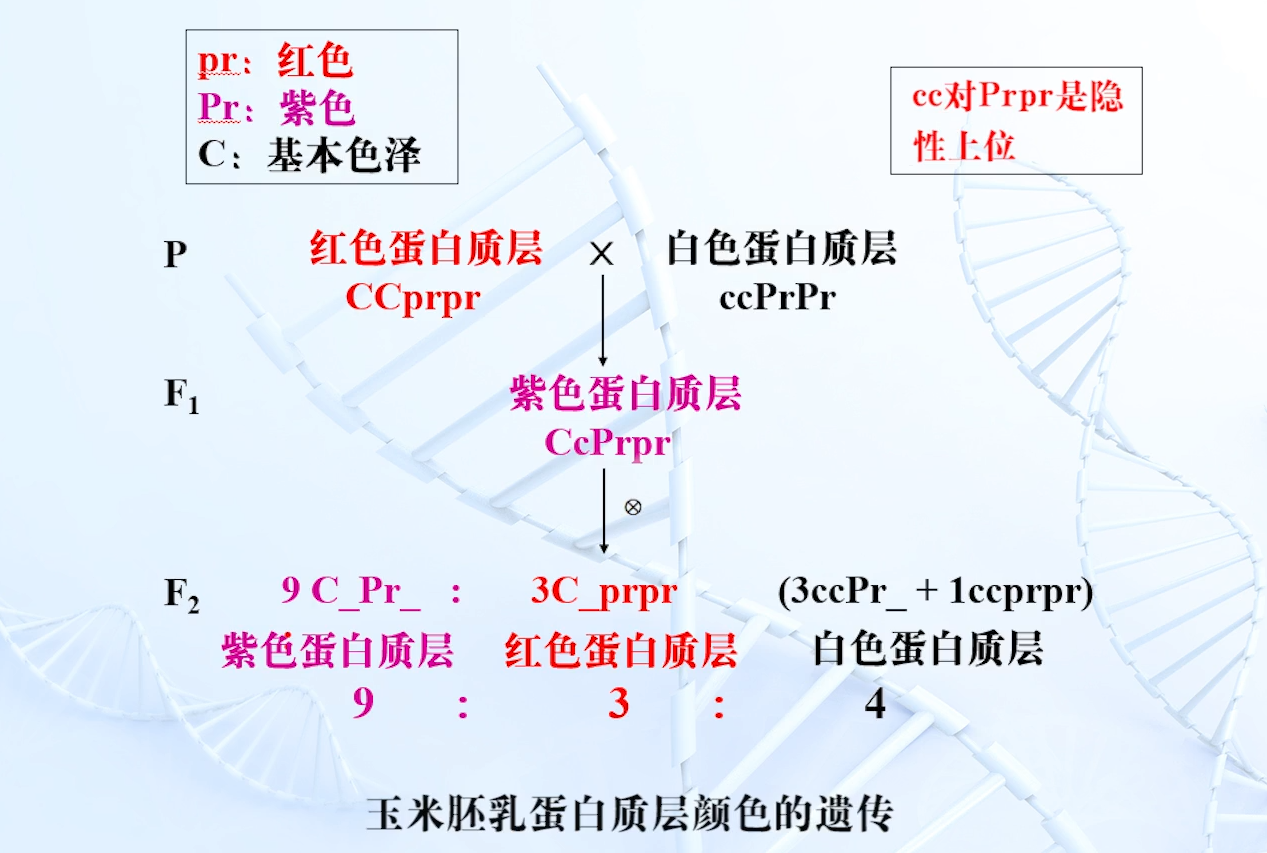 pr：红色
Pr：紫色
C：基本色泽
cc对Prpr是隐
性上位
P 红色蛋白质层 × 白色蛋白质层
CCprpr ccPrPr
F₁ 紫色蛋白质层
CcPrpr
⊗
F₂ 9 C_Pr_ : 3C_prpr (3ccPr_ + 1ccprpr)
紫色蛋白质层 红色蛋白质层 白色蛋白质层
9 : 3 : 4
玉米胚乳蛋白质层颜色的遗传